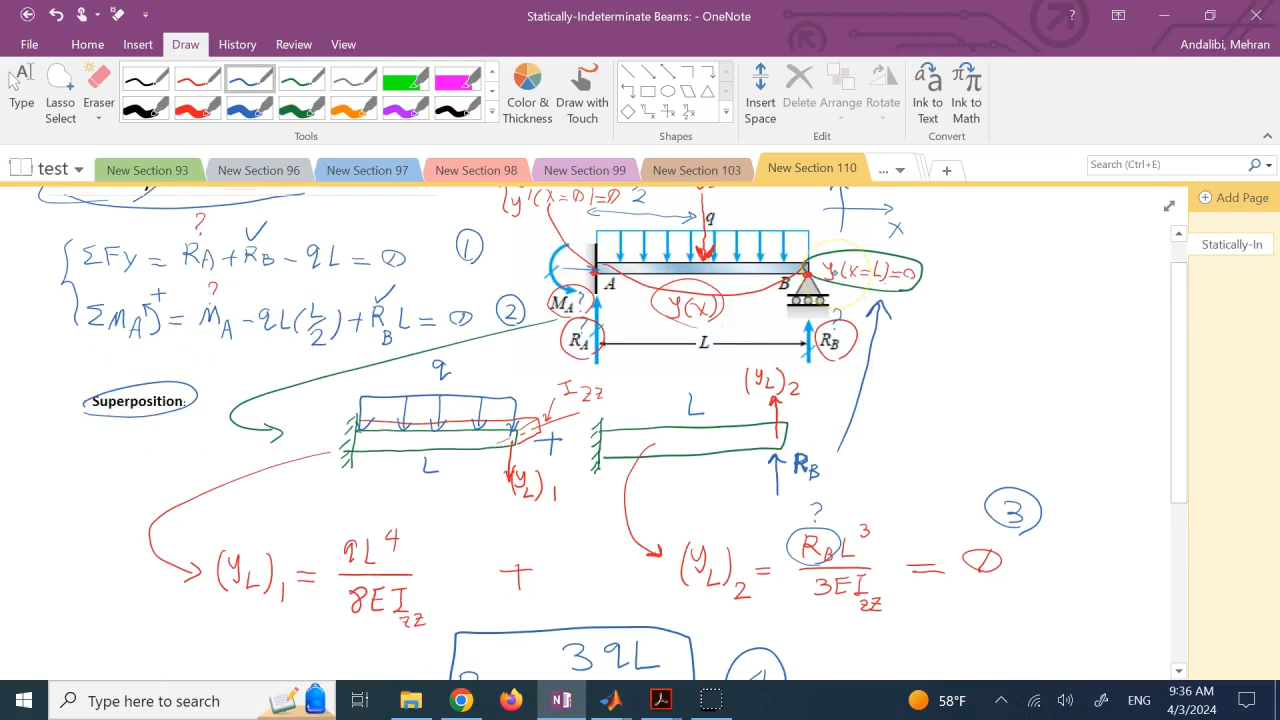 Statically-Indeterminate Beams: - OneNote
?
File Home Insert Draw History Review View
Andalibi, Mehran
Type
Lasso Select
Eraser
Color & Thickness
Draw with Touch
Insert Space
Delete
Arrange
Rotate
Ink to Text
Ink to Math
Tools
Shapes
Edit
Convert
test
New Section 93
New Section 96
New Section 97
New Section 98
New Section 99
New Section 103
New Section 110
...
Search (Ctrl+E)
Add Page
Statically-In
(y'(x=0)=0
2
q
x
?
ΣFy = RA + RB - qL = 0 1
?
ΣMA + = MA - qL(L/2) + RB L = 0 2
A
B
y(x=L)=0
MA ?
y(x)
RA ?
L
RB ?
Superposition:
q
Izz
L
(yL)1
+
L
(yL)2
RB
?
3
(yL)1 = qL^4 / 8EIzz + (yL)2 = RB L^3 / 3EIzz = 0
3qL
Type here to search
58°F
ENG
9:36 AM
4/3/2024